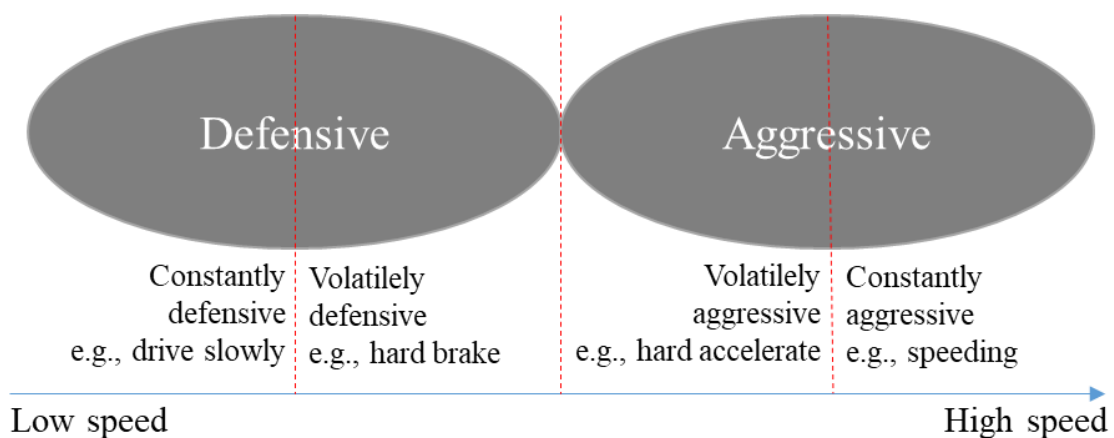 Defensive
Aggressive
Constantly
defensive
e.g., drive slowly
Volatilely
defensive
e.g., hard brake
Volatilely
aggressive
e.g., hard accelerate
Constantly
aggressive
e.g., speeding
Low speed
High speed